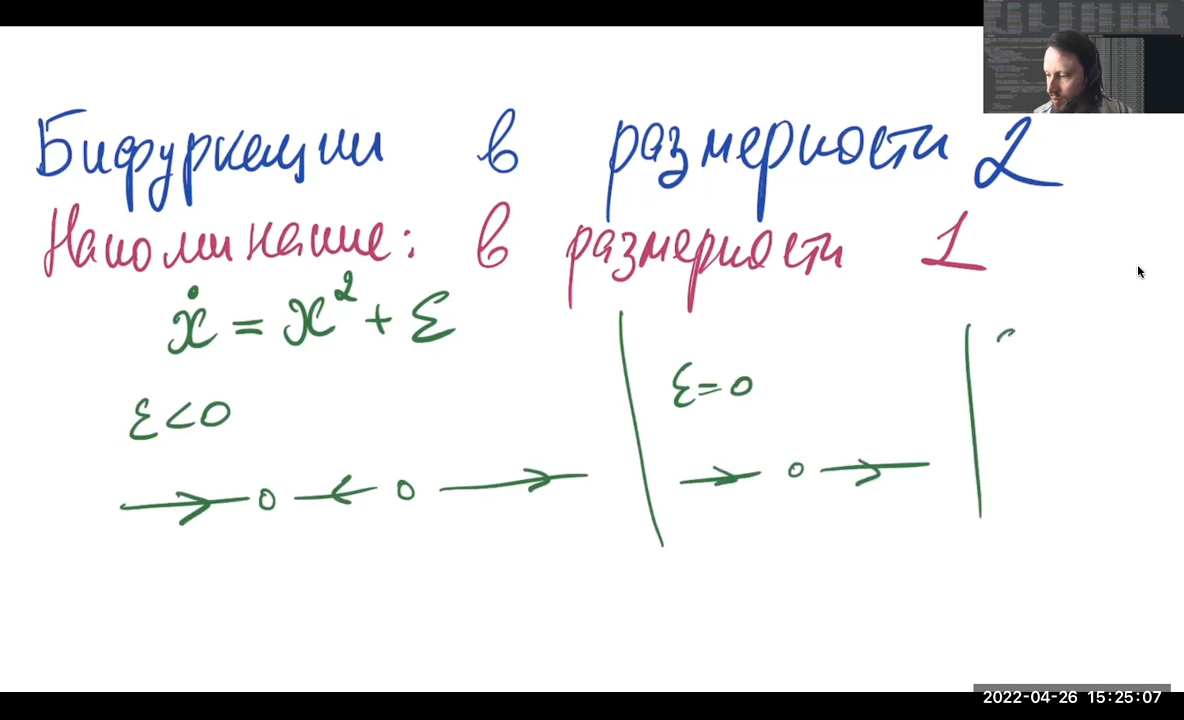 Бифуркации в размерности 2
Напоминание: в размерности 1
ẋ = x² + ε
ε<0
ε=0
2022-04-26 15:25:07